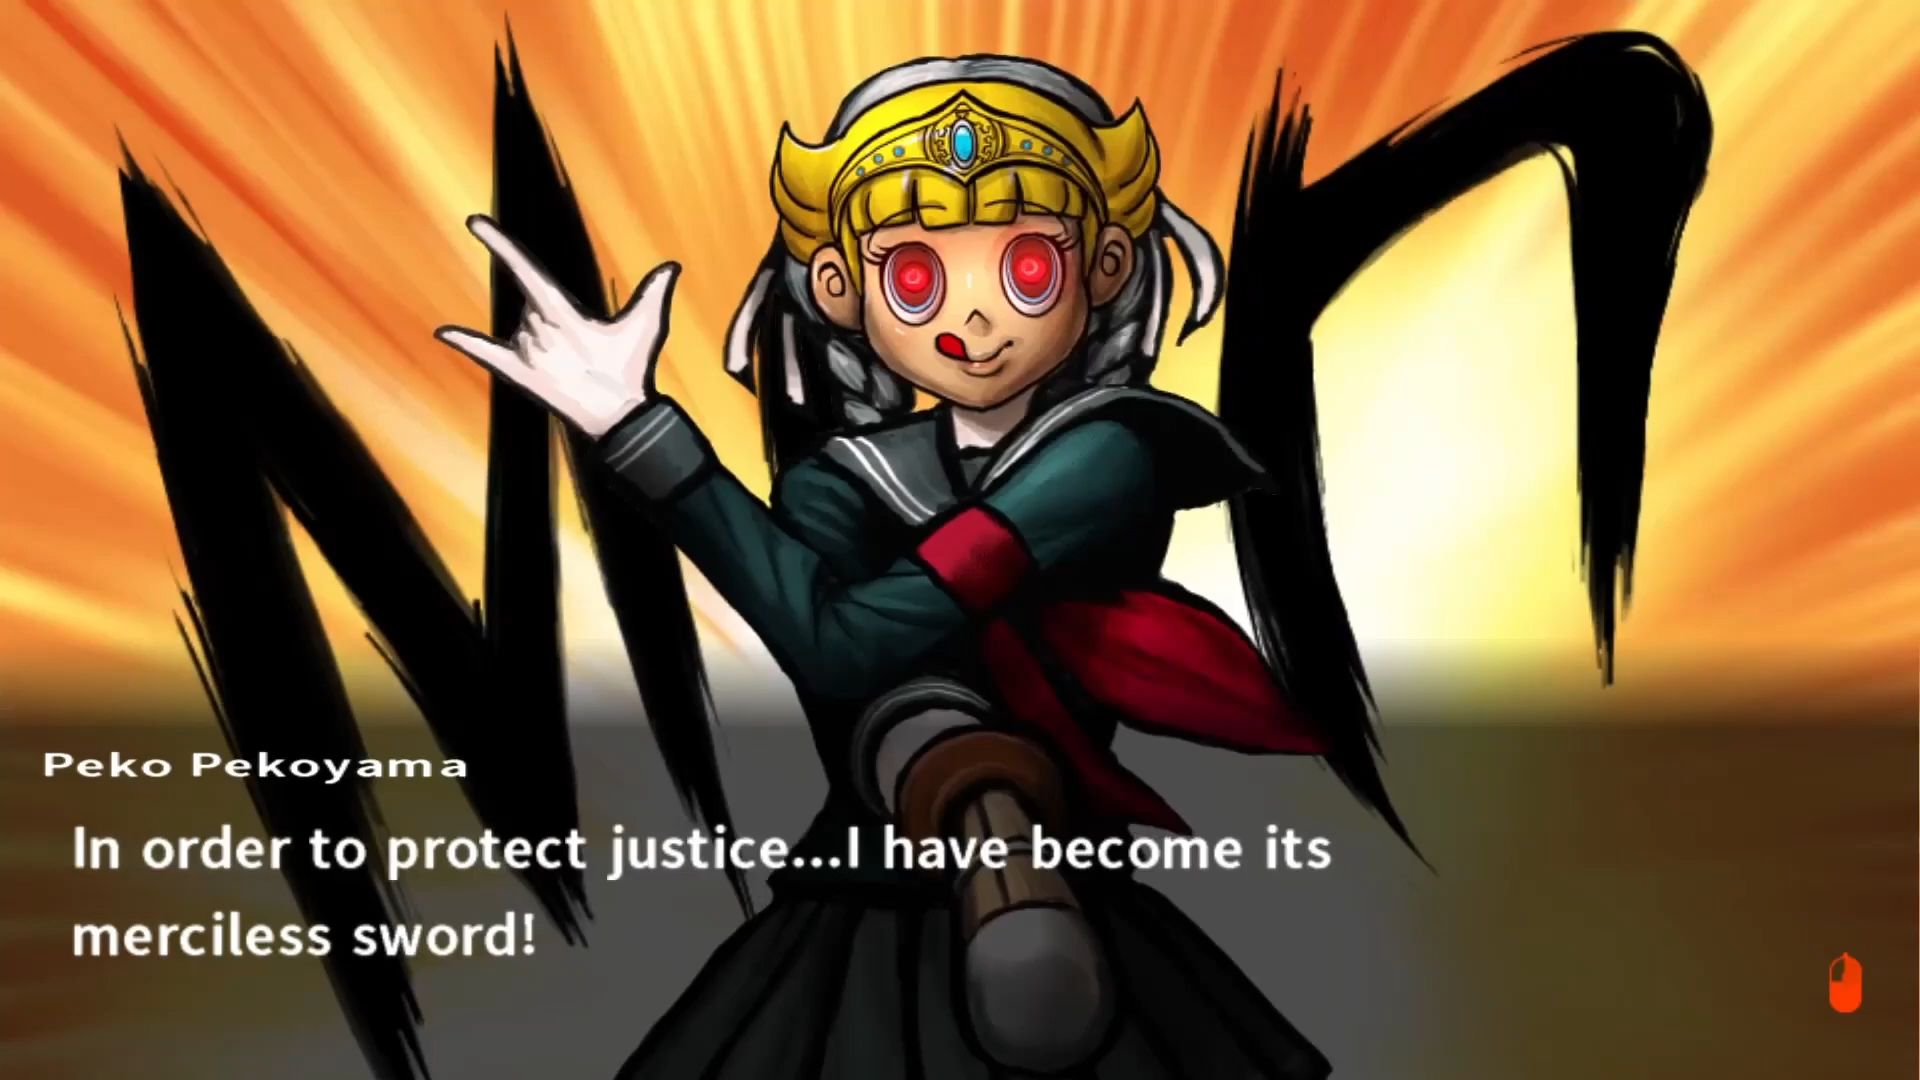 Peko Pekoyama
In order to protect justice...I have become its
merciless sword!